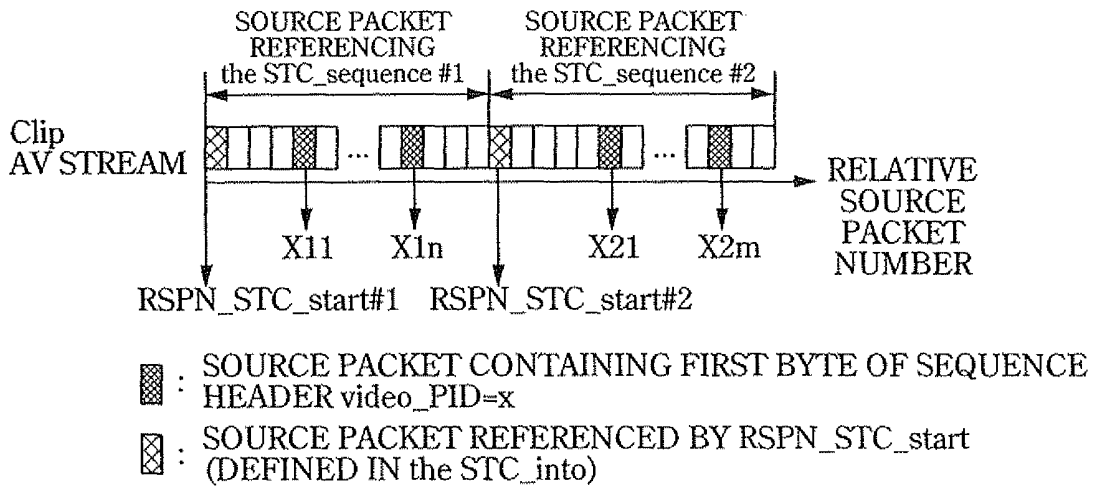 SOURCE PACKET
REFERENCING
the STC_sequence #1
SOURCE PACKET
REFERENCING
the STC_sequence #2
Clip
AV STREAM
...
...
RELATIVE
SOURCE
PACKET
NUMBER
X11
X1n
X21
X2m
RSPN_STC_start#1
RSPN_STC_start#2
: SOURCE PACKET CONTAINING FIRST BYTE OF SEQUENCE
HEADER video_PID=x
: SOURCE PACKET REFERENCED BY RSPN_STC_start
(DEFINED IN the STC_into)